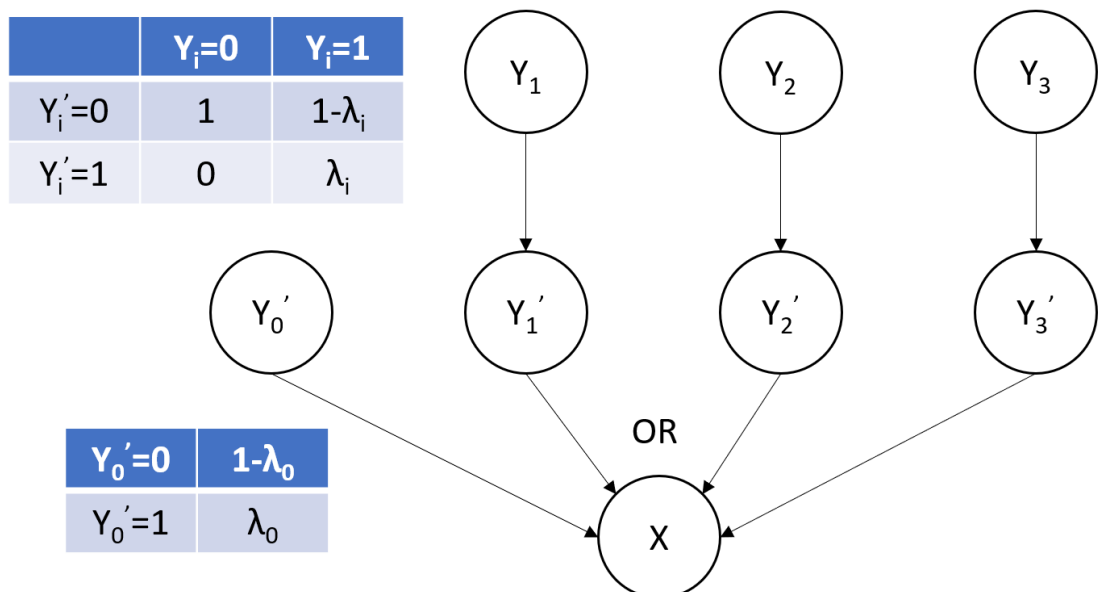 Yᵢ=0 Yᵢ=1
Yᵢ’=0 1 1-λᵢ
Yᵢ’=1 0 λᵢ
Y₁ Y₂ Y₃
Y₀’ Y₁’ Y₂’ Y₃’
OR
Y₀’=0 1-λ₀
Y₀’=1 λ₀
X